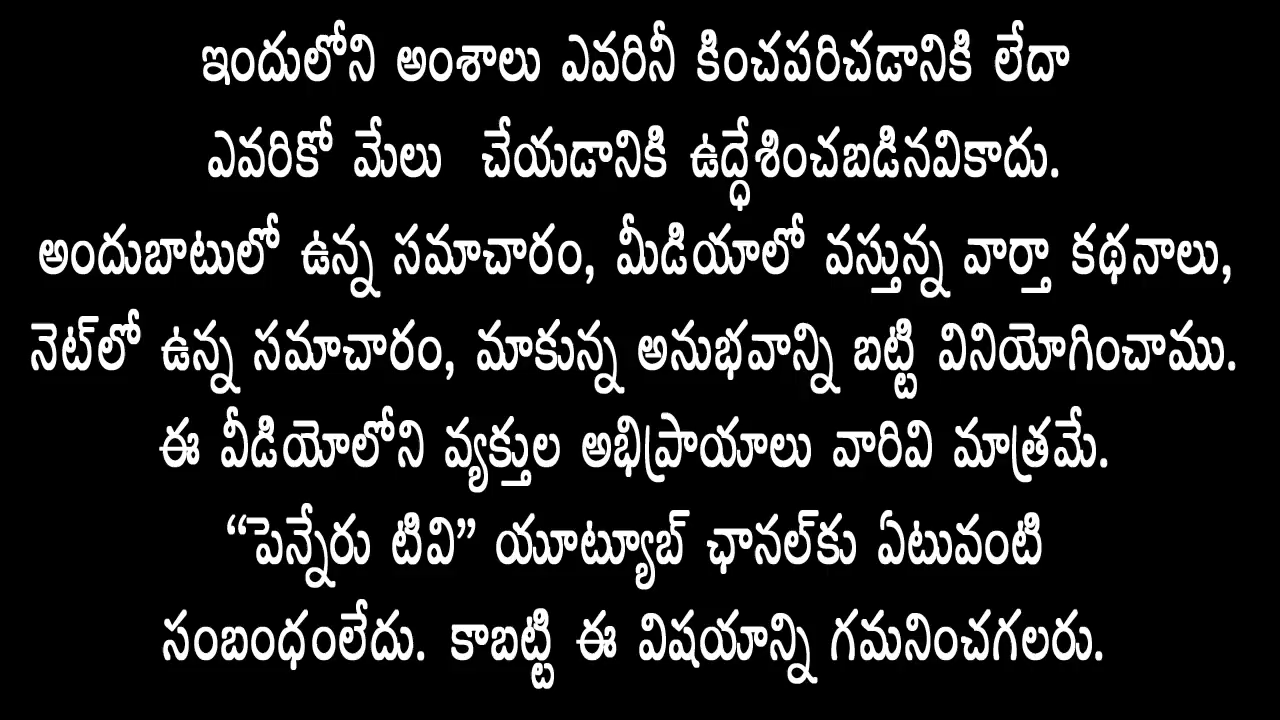 ఇందులోని అంశాలు ఎవరినీ కించపరిచడానికి లేదా
ఎవరికో మేలు చేయడానికి ఉద్ధేశించబడినవికాదు.
అందుబాటులో ఉన్న సమాచారం, మీడియాలో వస్తున్న వార్తా కథనాలు,
నెట్‌లో ఉన్న సమాచారం, మాకున్న అనుభవాన్ని బట్టి వినియోగించాము.
ఈ వీడియోలోని వ్యక్తుల అభిప్రాయాలు వారివి మాత్రమే.
“పెన్నేరు టివి” యూట్యూబ్ ఛానల్‌కు ఏటువంటి
సంబంధంలేదు. కాబట్టి ఈ విషయాన్ని గమనించగలరు.